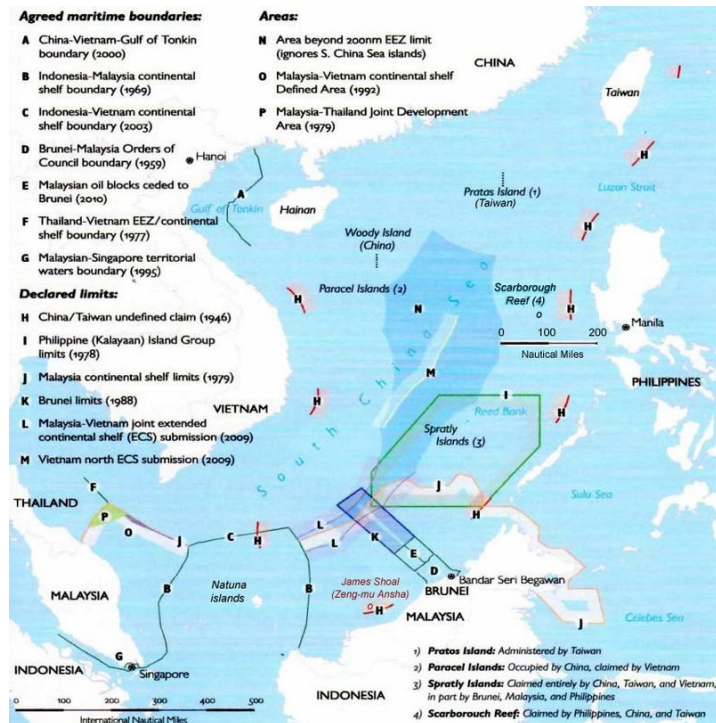 Agreed maritime boundaries:
A China-Vietnam-Gulf of Tonkin
boundary (2000)
B Indonesia-Malaysia continental
shelf boundary (1969)
C Indonesia-Vietnam continental
shelf boundary (2003)
D Brunei-Malaysia Orders of
Council boundary (1959)
E Malaysian oil blocks ceded to
Brunei (2010)
F Thailand-Vietnam EEZ/continental
shelf boundary (1977)
G Malaysian-Singapore territorial
waters boundary (1995)
Declared limits:
H China/Taiwan undefined claim (1946)
I Philippine (Kalayaan) Island Group
limits (1978)
J Malaysia continental shelf limits (1979)
K Brunei limits (1988)
L Malaysia-Vietnam joint extended
continental shelf (ECS) submission (2009)
M Vietnam north ECS submission (2009)
Areas:
N Area beyond 200nm EEZ limit
(ignores S. China Sea islands)
O Malaysia-Vietnam continental shelf
Defined Area (1992)
P Malaysia-Thailand Joint Development
Area (1979)
CHINA
Taiwan
Hanoi
H
Pratas Island (1)
(Taiwan)
Luzon Strait
A
Gulf of Tonkin
Hainan
H
Woody Island
(China)
Paracel Islands (2)
H
N
Scarborough
Reef (4)
H
0 100 200
Nautical Miles
Manila
South China Sea
M
VIETNAM
H
I
Reed Bank
H
PHILIPPINES
Spratly
Islands (3)
THAILAND
F
P
O
J
C
H
L
L
K
J
H
Sulu Sea
E
D
Bandar Seri Begawan
BRUNEI
MALAYSIA
B
Natuna
islands
B
James Shoal
(Zeng-mu Ansha)
H
MALAYSIA
J
Celebes Sea
G
Singapore
INDONESIA
INDONESIA
0 100 200 300 400 500
International Nautical Miles
1) Pratos Island: Administered by Taiwan
2) Paracel Islands: Occupied by China, claimed by Vietnam
3) Spratly Islands: Claimed entirely by China, Taiwan, and Vietnam,
in part by Brunei, Malaysia, and Philippines
4) Scarborouch Reef: Claimed by Philippines, China, and Taiwan